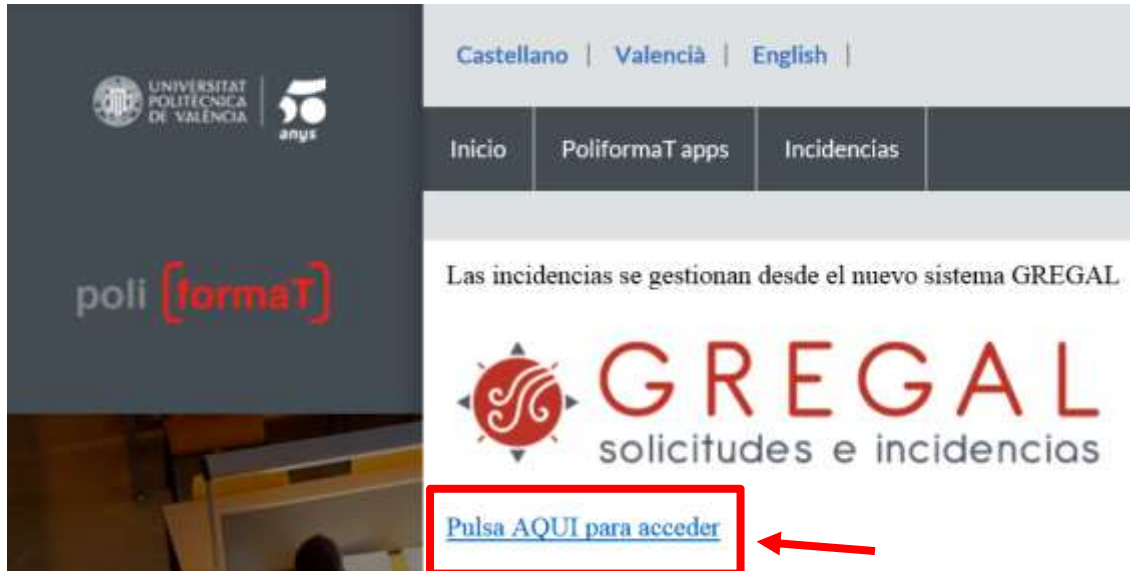 UNIVERSITAT
POLITÈCNICA
DE VALÈNCIA
50
anys
poli [formaT]
Castellano | Valencià | English |
Inicio PoliformaT apps Incidencias
Las incidencias se gestionan desde el nuevo sistema GREGAL
GREGAL
solicitudes e incidencias
Pulsa AQUI para acceder